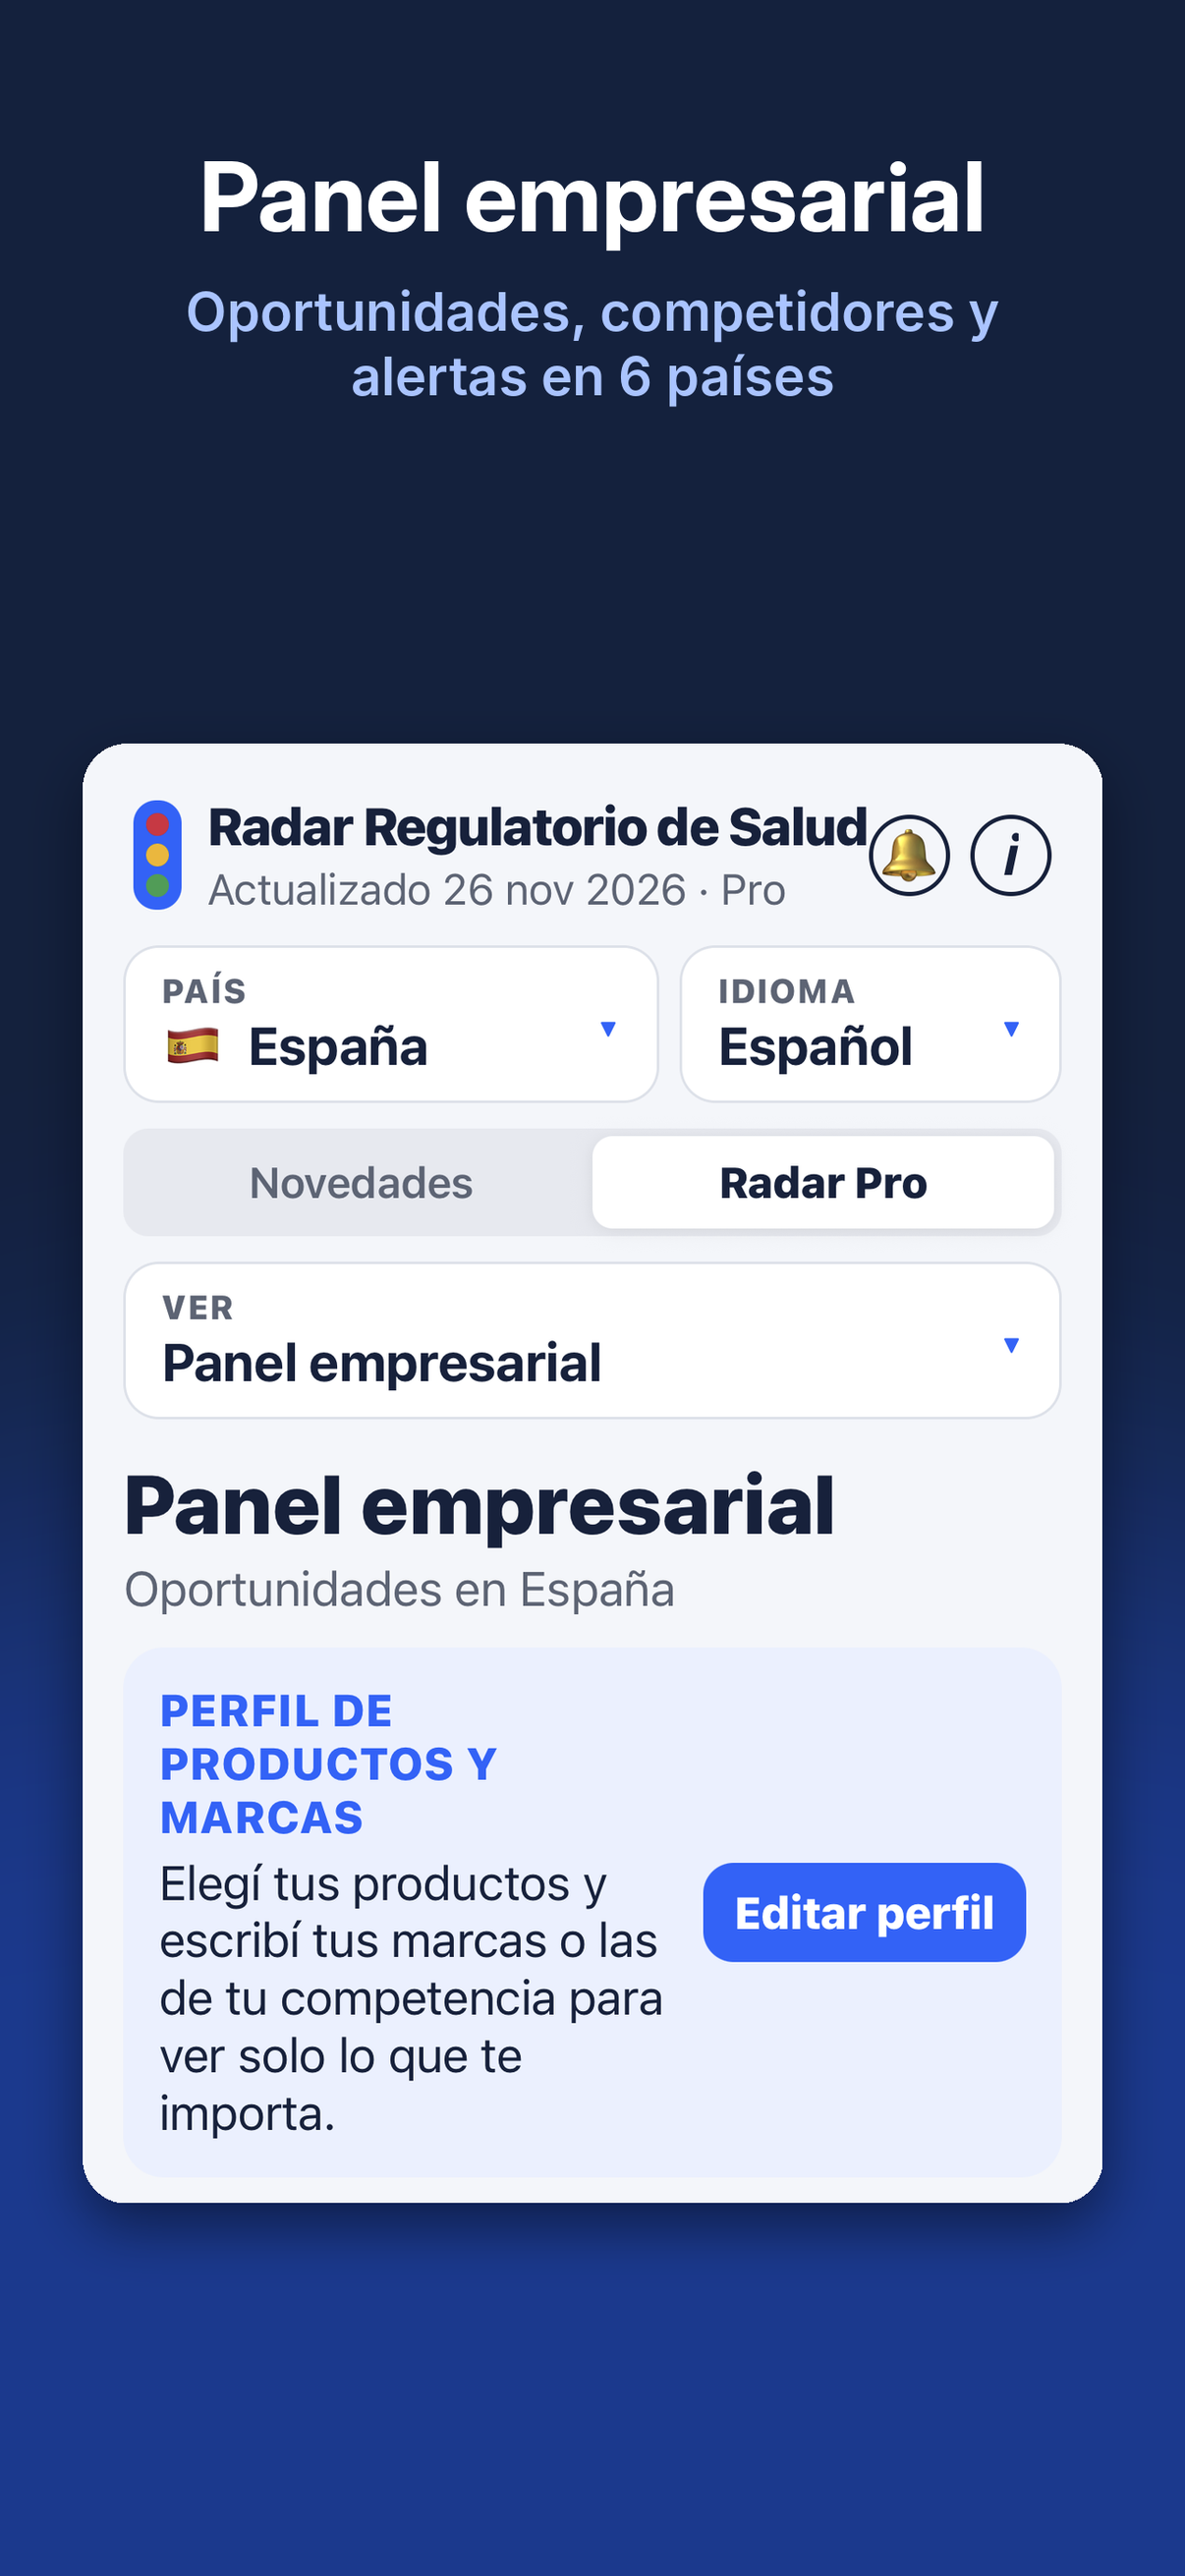 Panel empresarial
Oportunidades, competidores y
alertas en 6 países
Radar Regulatorio de Salud
Actualizado 26 nov 2026 · Pro
PAÍS
España
IDIOMA
Español
Novedades
Radar Pro
VER
Panel empresarial
Panel empresarial
Oportunidades en España
PERFIL DE
PRODUCTOS Y
MARCAS
Elegí tus productos y
escribí tus marcas o las
de tu competencia para
ver solo lo que te
importa.
Editar perfil